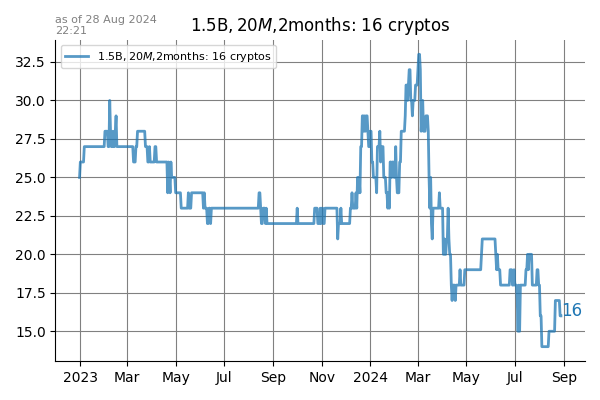 as of 28 Aug 2024
22:21
1.5B, 20M,2months: 16 cryptos
1.5B, 20M,2months: 16 cryptos
32.5
30.0
27.5
25.0
22.5
20.0
17.5
15.0
16
2023 Mar May Jul Sep Nov 2024 Mar May Jul Sep